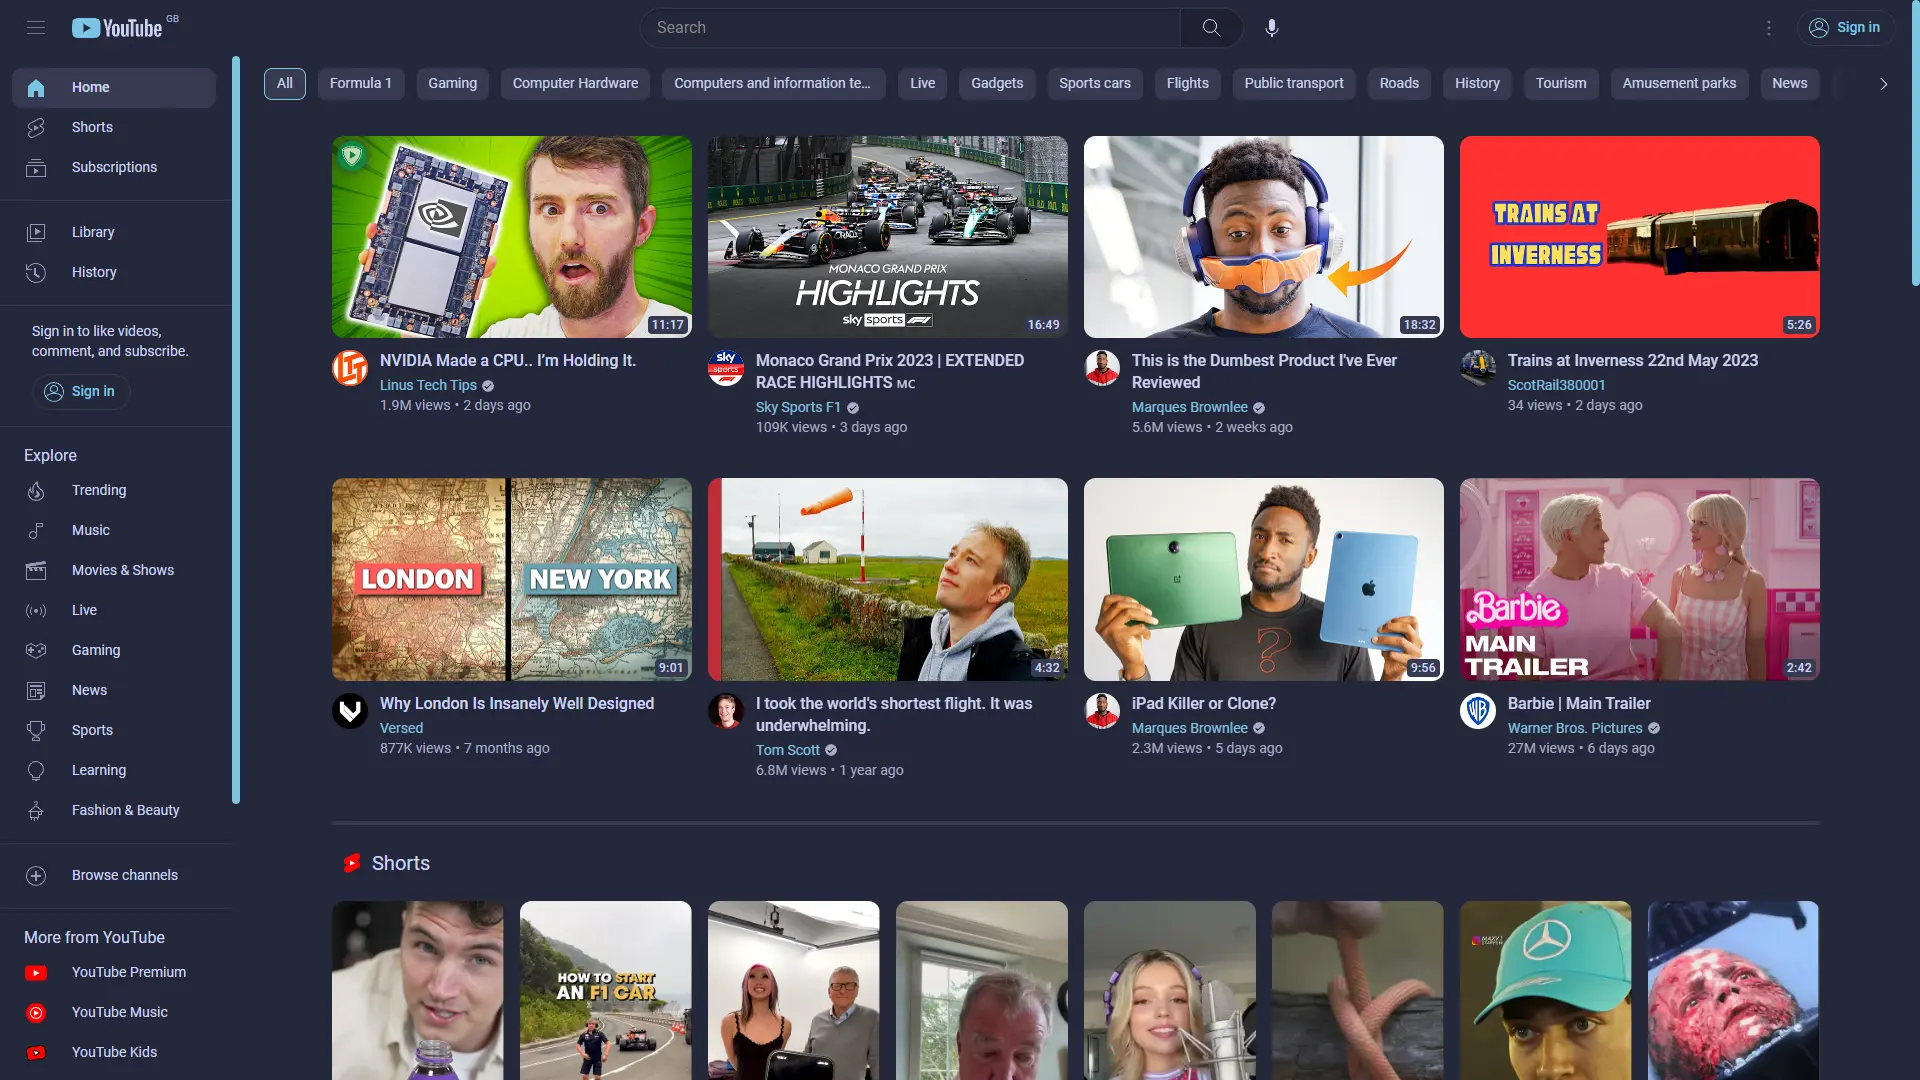 YouTube GB
Search
Sign in
Home
Shorts
Subscriptions
Library
History
Sign in to like videos,
comment, and subscribe.
Sign in
Explore
Trending
Music
Movies & Shows
Live
Gaming
News
Sports
Learning
Fashion & Beauty
Browse channels
More from YouTube
YouTube Premium
YouTube Music
YouTube Kids
All
Formula 1
Gaming
Computer Hardware
Computers and information te...
Live
Gadgets
Sports cars
Flights
Public transport
Roads
History
Tourism
Amusement parks
News
11:17
NVIDIA Made a CPU.. I’m Holding It.
Linus Tech Tips
1.9M views • 2 days ago
MONACO GRAND PRIX
HIGHLIGHTS
sky sports F1
16:49
sky
sports
Monaco Grand Prix 2023 | EXTENDED
RACE HIGHLIGHTS MC
Sky Sports F1
109K views • 3 days ago
18:32
This is the Dumbest Product I've Ever
Reviewed
Marques Brownlee
5.6M views • 2 weeks ago
TRAINS AT
INVERNESS
5:26
Trains at Inverness 22nd May 2023
ScotRail380001
34 views • 2 days ago
LONDON
NEW YORK
9:01
Why London Is Insanely Well Designed
Versed
877K views • 7 months ago
4:32
I took the world's shortest flight. It was
underwhelming.
Tom Scott
6.8M views • 1 year ago
?
9:56
iPad Killer or Clone?
Marques Brownlee
2.3M views • 5 days ago
Barbie
MAIN
TRAILER
2:42
WB
Barbie | Main Trailer
Warner Bros. Pictures
27M views • 6 days ago
Shorts
HOW TO START
AN F1 CAR